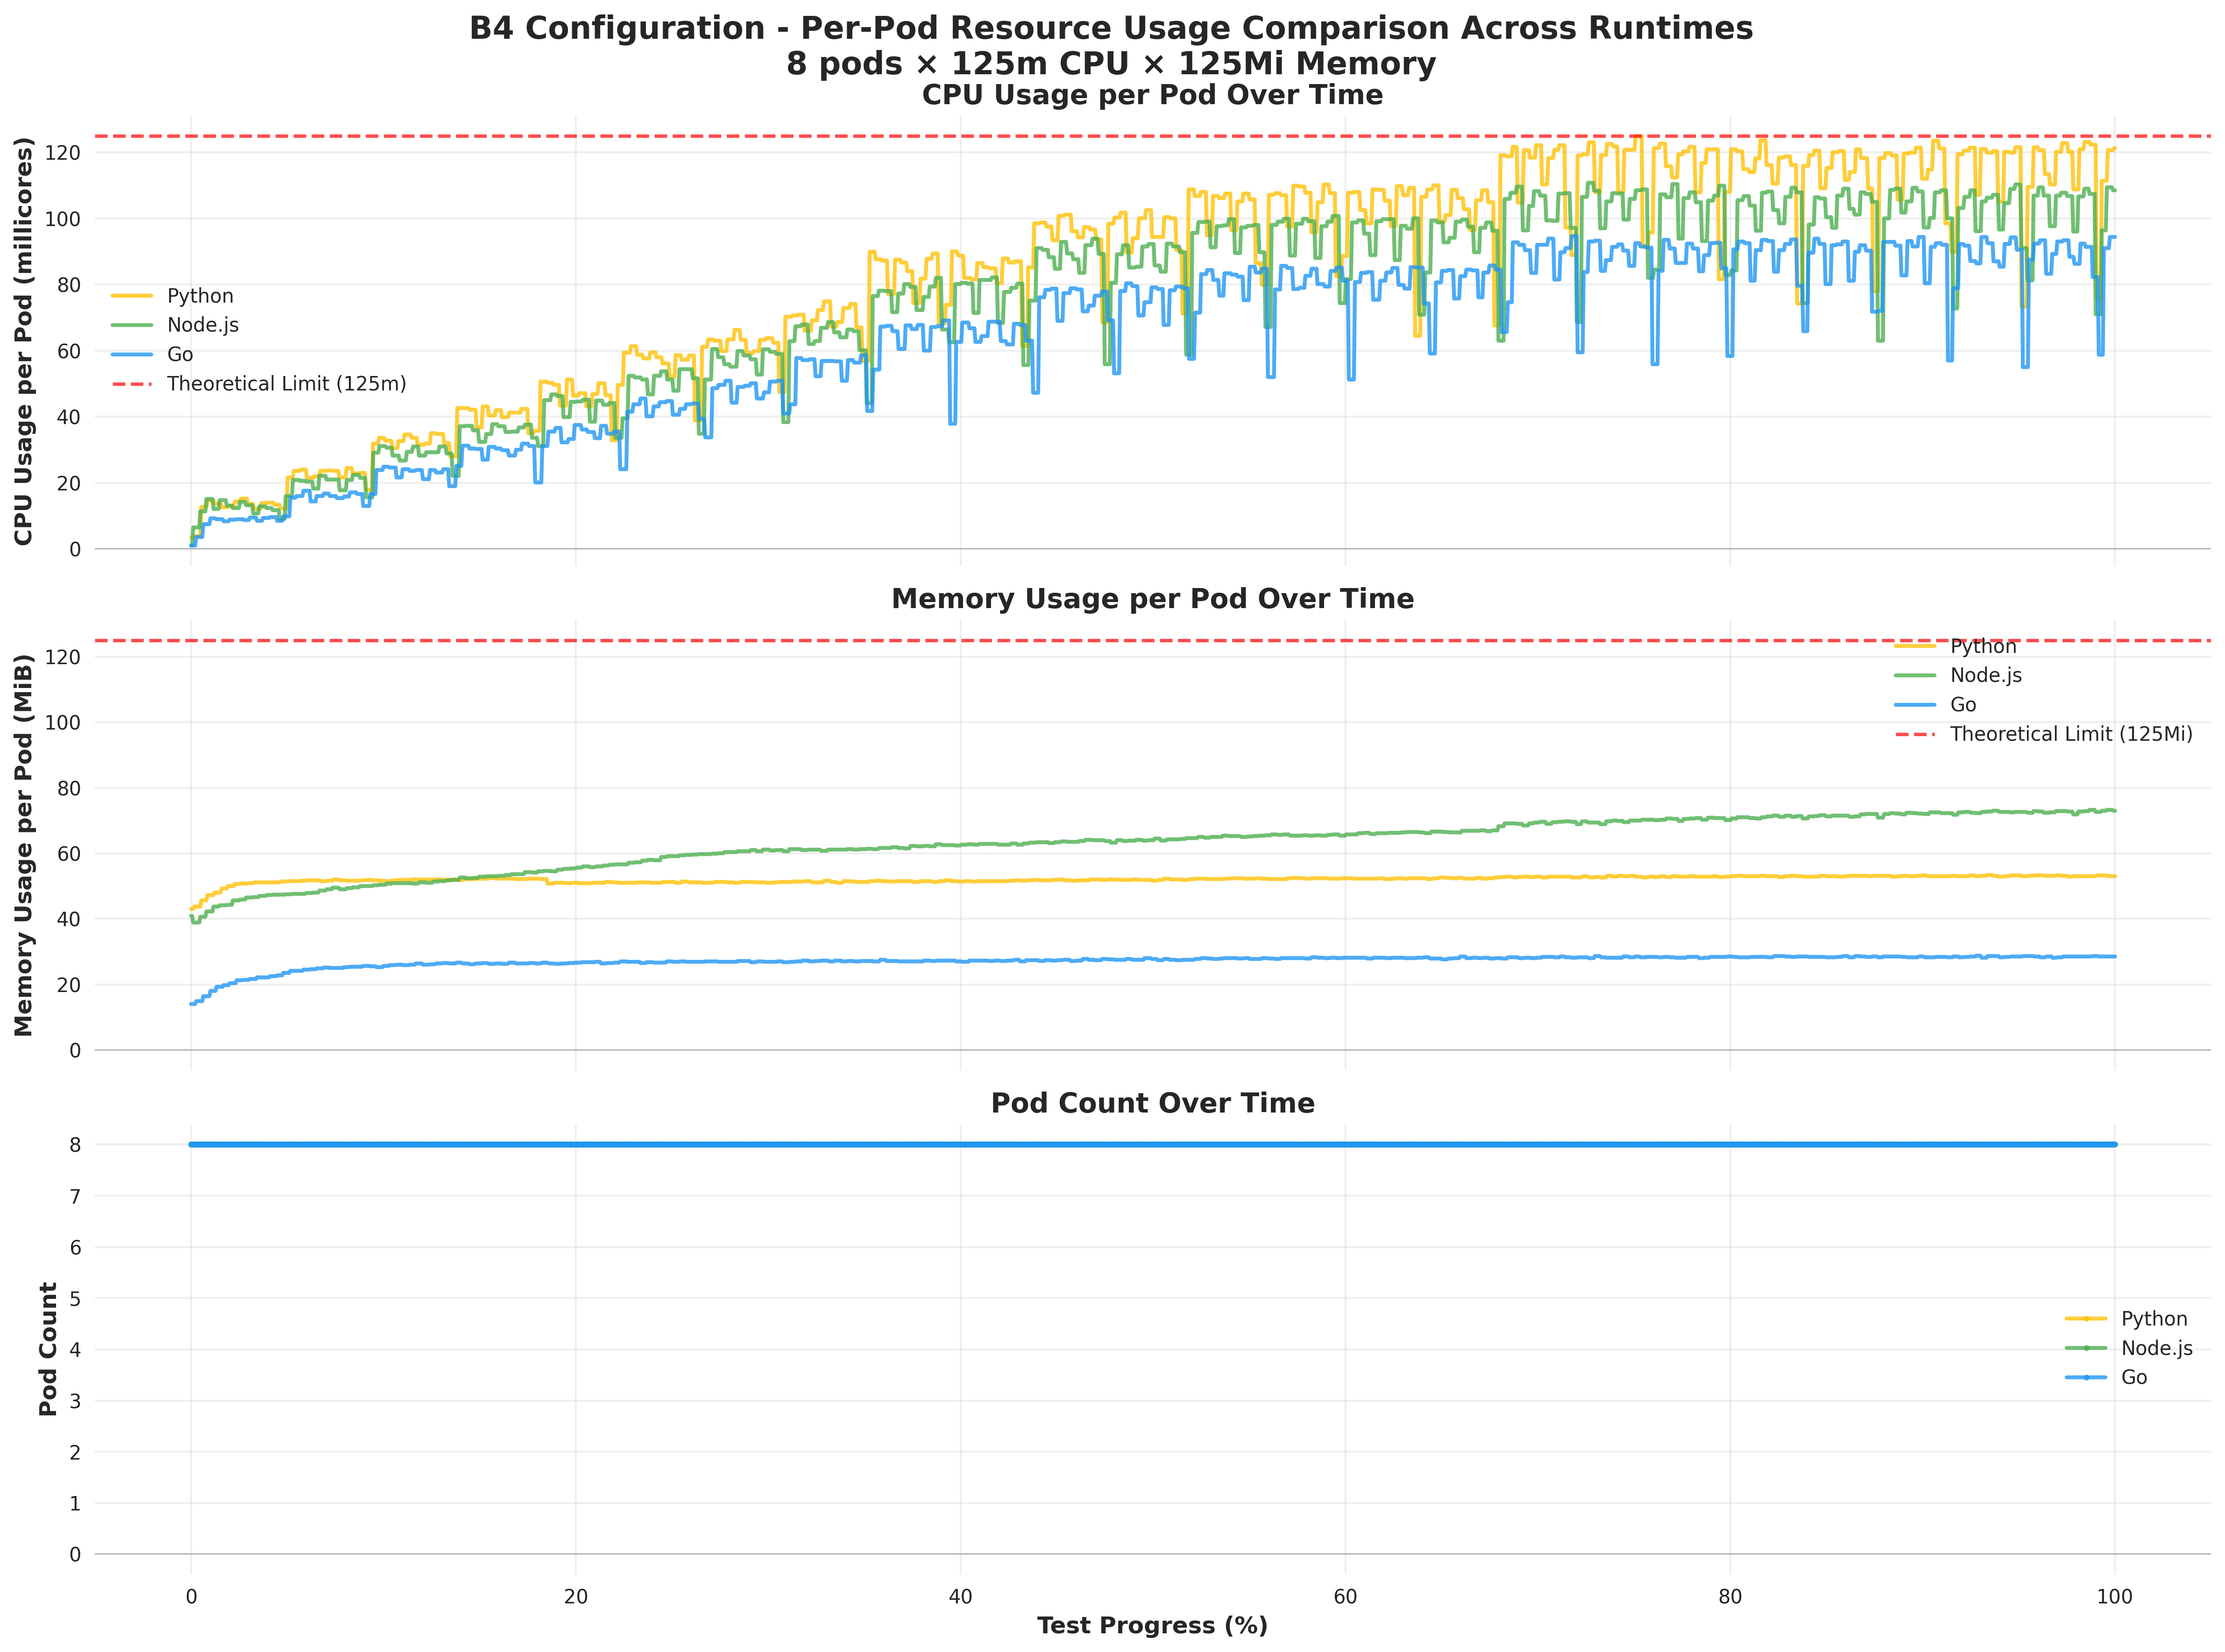 B4 Configuration - Per-Pod Resource Usage Comparison Across Runtimes
8 pods × 125m CPU × 125Mi Memory
CPU Usage per Pod Over Time
CPU Usage per Pod (millicores)
120
100
80
60
40
20
0
Python
Node.js
Go
Theoretical Limit (125m)
Memory Usage per Pod Over Time
Memory Usage per Pod (MiB)
120
100
80
60
40
20
0
Python
Node.js
Go
Theoretical Limit (125Mi)
Pod Count Over Time
Pod Count
8
7
6
5
4
3
2
1
0
Python
Node.js
Go
0 20 40 60 80 100
Test Progress (%)